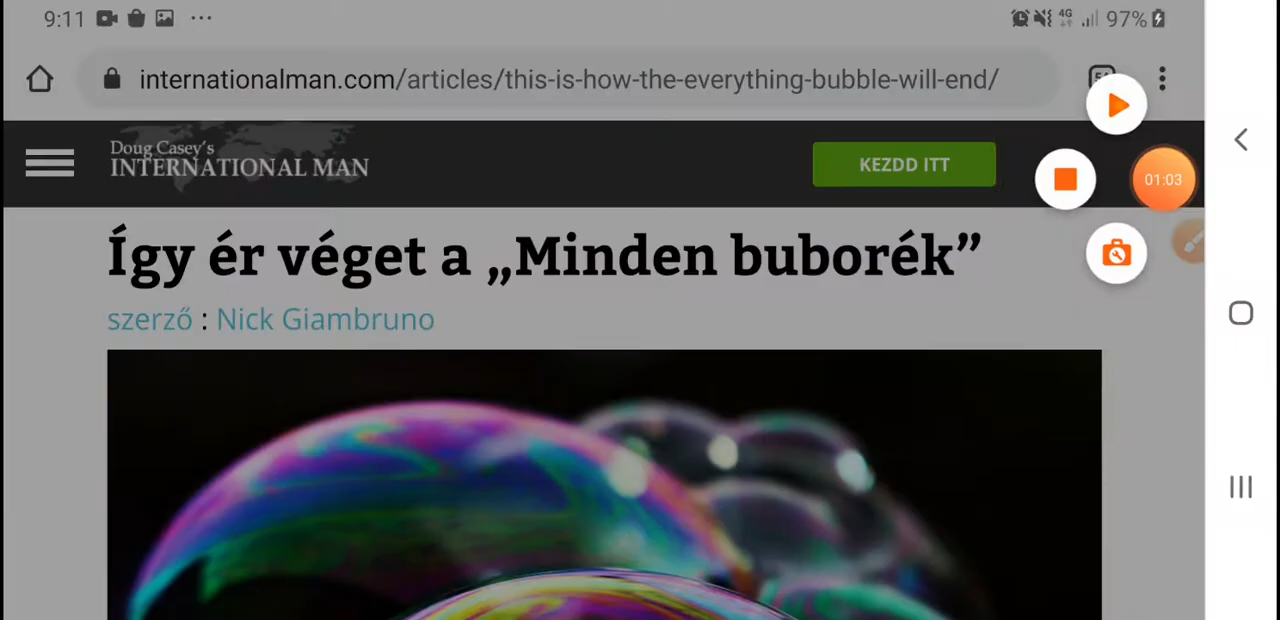 9:11 ... 4G 97%
internationalman.com/articles/this-is-how-the-everything-bubble-will-end/
Doug Casey's
INTERNATIONAL MAN
KEZDD ITT
01:03
Így ér véget a „Minden buborék”
szerző : Nick Giambruno